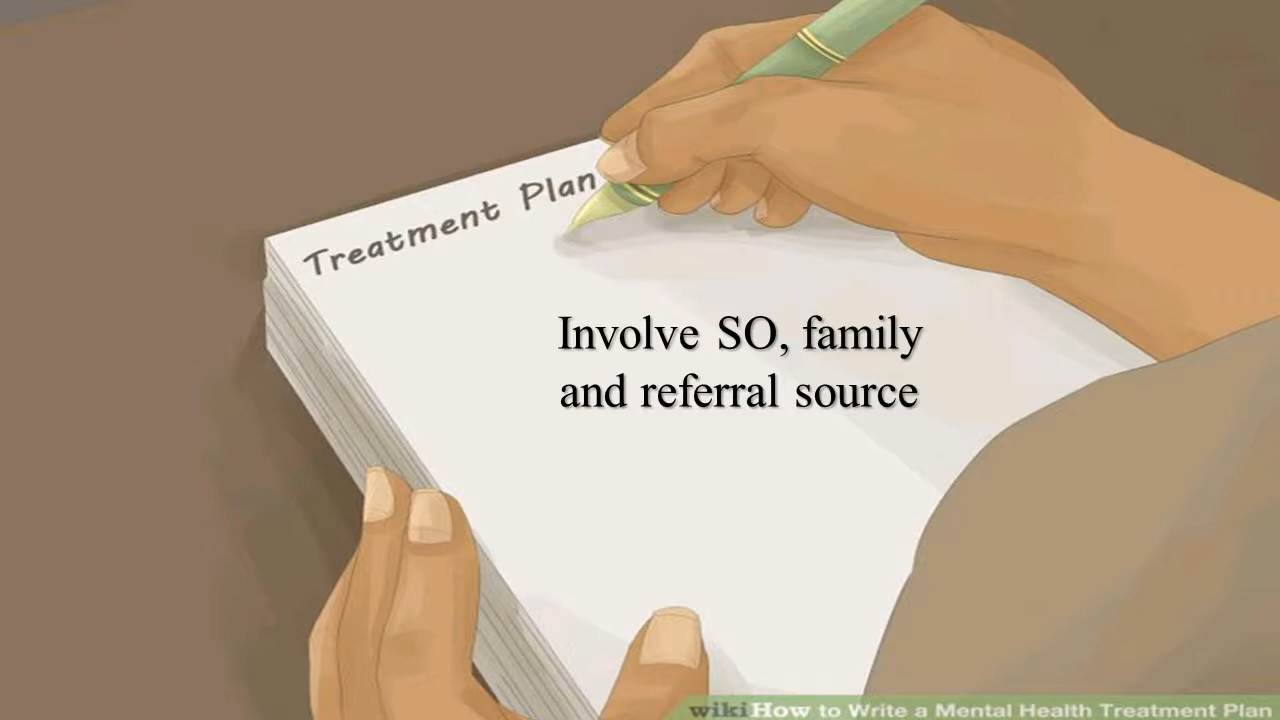 Treatment Plan
Involve SO, family
and referral source
wikiHow to Write a Mental Health Treatment Plan